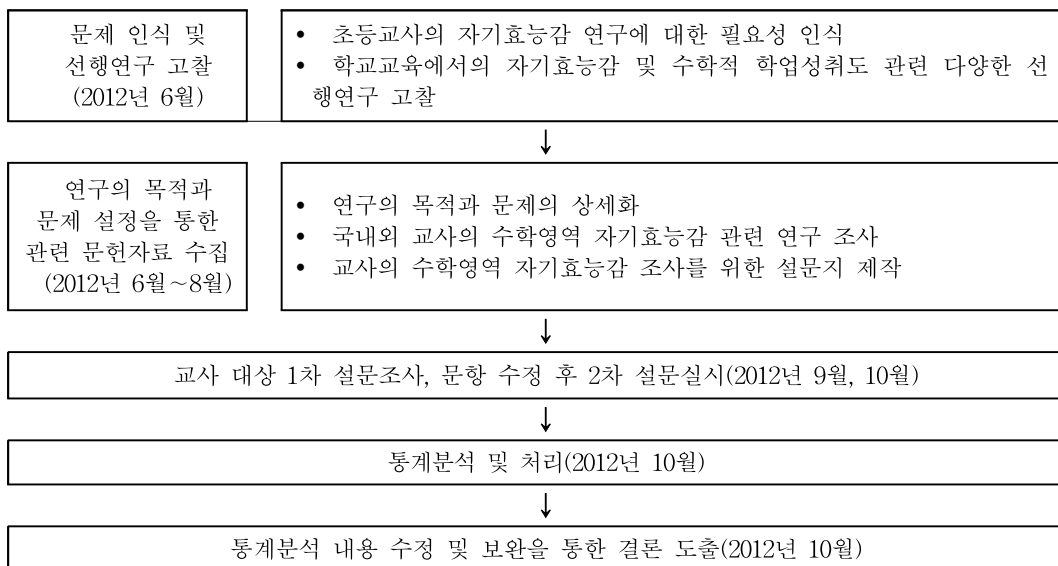 문제 인식 및
선행연구 고찰
(2012년 6월)
• 초등교사의 자기효능감 연구에 대한 필요성 인식
• 학교교육에서의 자기효능감 및 수학적 학업성취도 관련 다양한 선
행연구 고찰
↓
연구의 목적과
문제 설정을 통한
관련 문헌자료 수집
(2012년 6월~8월)
• 연구의 목적과 문제의 상세화
• 국내외 교사의 수학영역 자기효능감 관련 연구 조사
• 교사의 수학영역 자기효능감 조사를 위한 설문지 제작
↓
교사 대상 1차 설문조사, 문항 수정 후 2차 설문실시(2012년 9월, 10월)
↓
통계분석 및 처리(2012년 10월)
↓
통계분석 내용 수정 및 보완을 통한 결론 도출(2012년 10월)